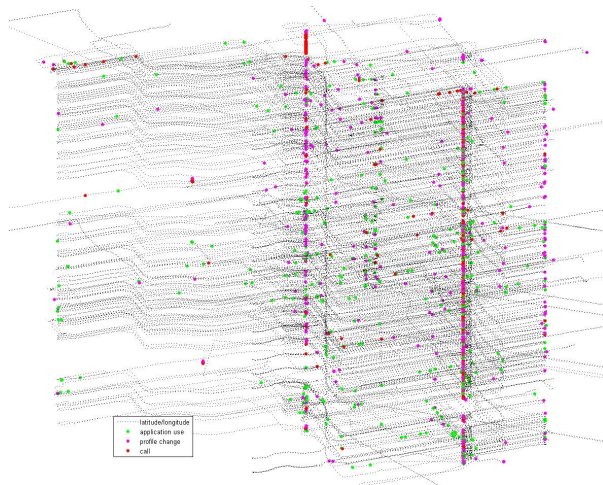 latitude/longitude
application use
profile change
call